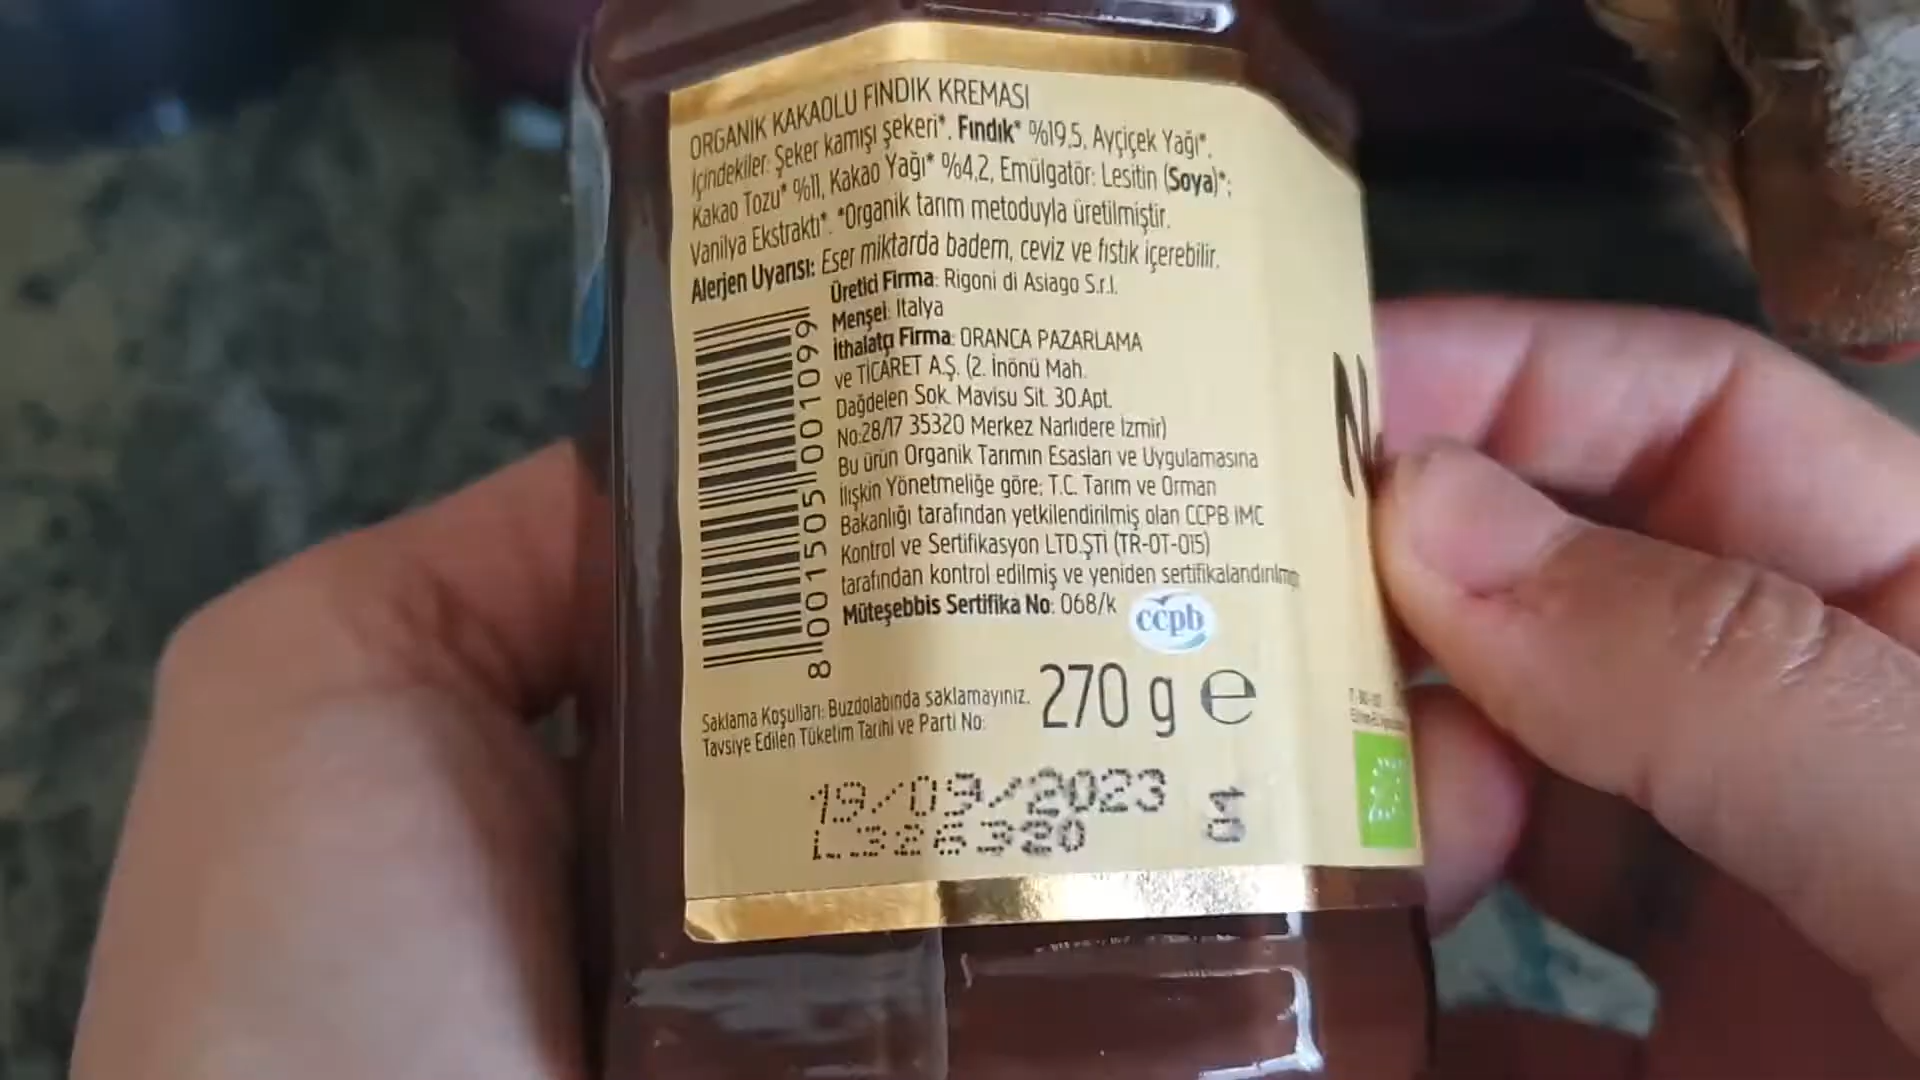 ORGANİK KAKAOLU FINDIK KREMASI
İçindekiler: Şeker kamışı şekeri*, Fındık* %19,5, Ayçiçek Yağı*,
Kakao Tozu* %11, Kakao Yağı* %4,2, Emülgatör: Lesitin (Soya)*;
Vanilya Ekstraktı*. *Organik tarım metoduyla üretilmiştir.
Alerjen Uyarısı: Eser miktarda badem, ceviz ve fıstık içerebilir.
Üretici Firma: Rigoni di Asiago S.r.l.
Menşei: İtalya
İthalatçı Firma: ORANCA PAZARLAMA
ve TİCARET A.Ş. (2. İnönü Mah.
Dağdelen Sok. Mavisu Sit. 30.Apt.
No:28/17 35320 Merkez Narlıdere İzmir)
Bu ürün Organik Tarımın Esasları ve Uygulamasına
İlişkin Yönetmeliğe göre; T.C. Tarım ve Orman
Bakanlığı tarafından yetkilendirilmiş olan CCPB IMC
Kontrol ve Sertifikasyon LTD.ŞTİ (TR-OT-015)
tarafından kontrol edilmiş ve yeniden
Müteşebbis Sertifika No: 068/k
ccpb
8 001505 001099
Saklama Koşulları: Buzdolabında saklamayınız.
Tavsiye Edilen Tüketim Tarihi ve Parti No:
270 g e
19/09/2023
L 326320
04